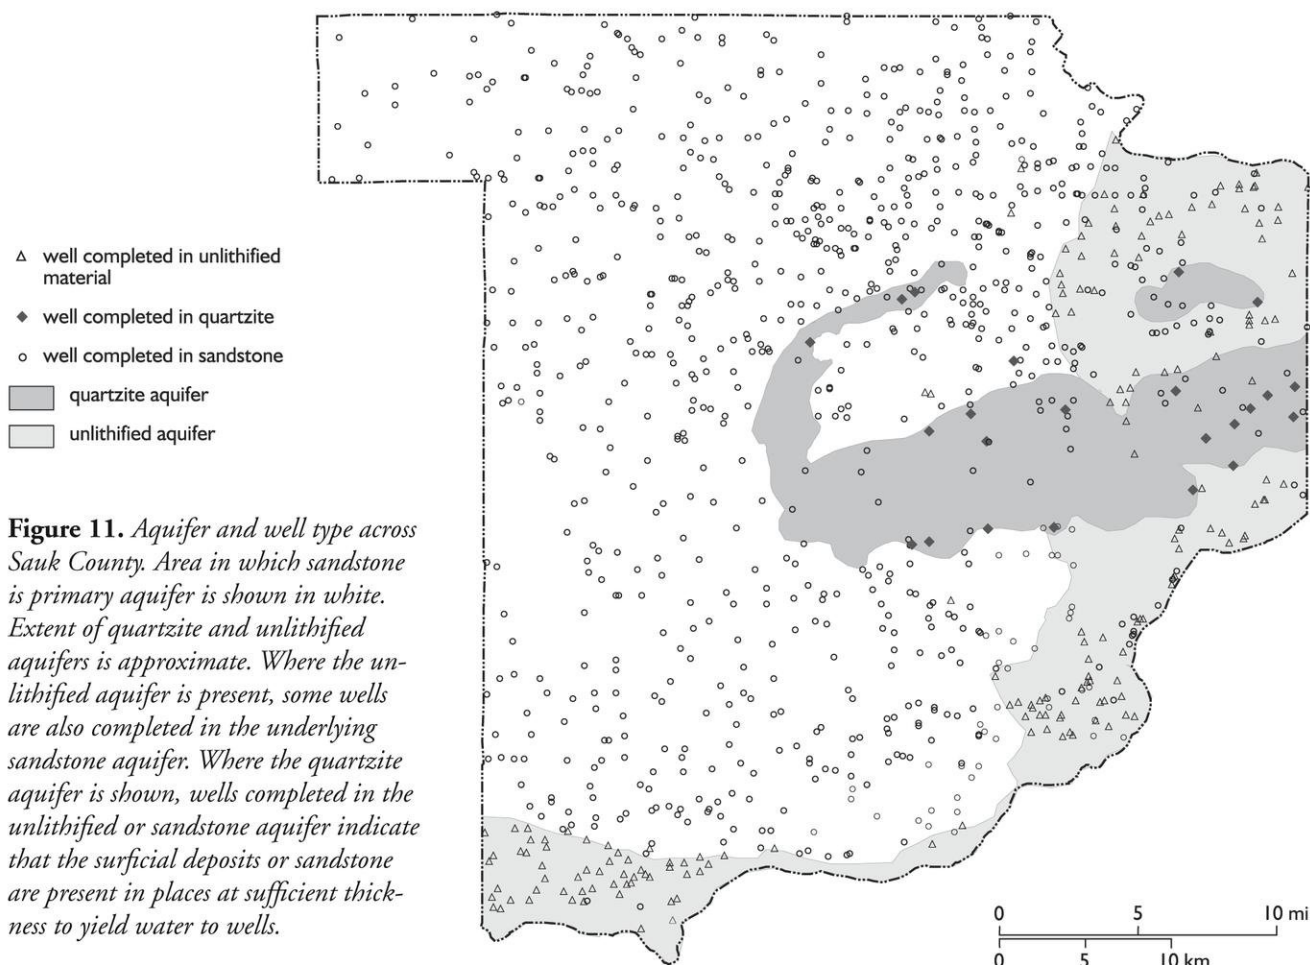 well completed in unlithified
material
well completed in quartzite
well completed in sandstone
quartzite aquifer
unlithified aquifer
Figure 11. Aquifer and well type across
Sauk County. Area in which sandstone
is primary aquifer is shown in white.
Extent of quartzite and unlithified
aquifers is approximate. Where the un-
lithified aquifer is present, some wells
are also completed in the underlying
sandstone aquifer. Where the quartzite
aquifer is shown, wells completed in the
unlithified or sandstone aquifer indicate
that the surficial deposits or sandstone
are present in places at sufficient thick-
ness to yield water to wells.
0 5 10 mi
0 5 10 km